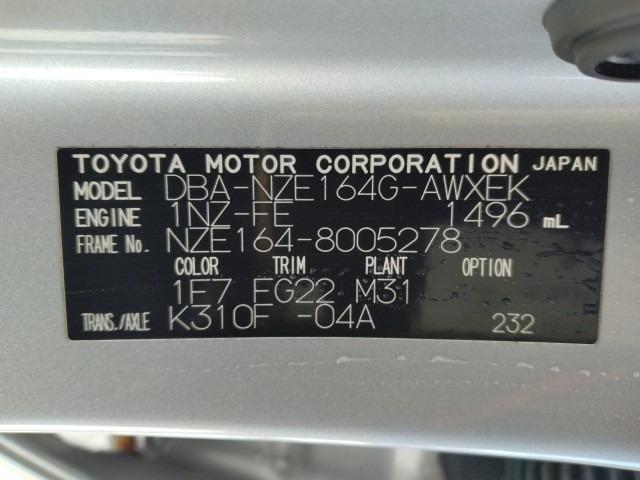 TOYOTA MOTOR CORPORATION JAPAN
MODEL DBA-NZE164G-AWXEK
ENGINE 1NZ-FE 1496 mL
FRAME No. NZE164-8005278
COLOR TRIM PLANT OPTION
1F7 FG22 M31
TRANS./AXLE K310F -04A 232